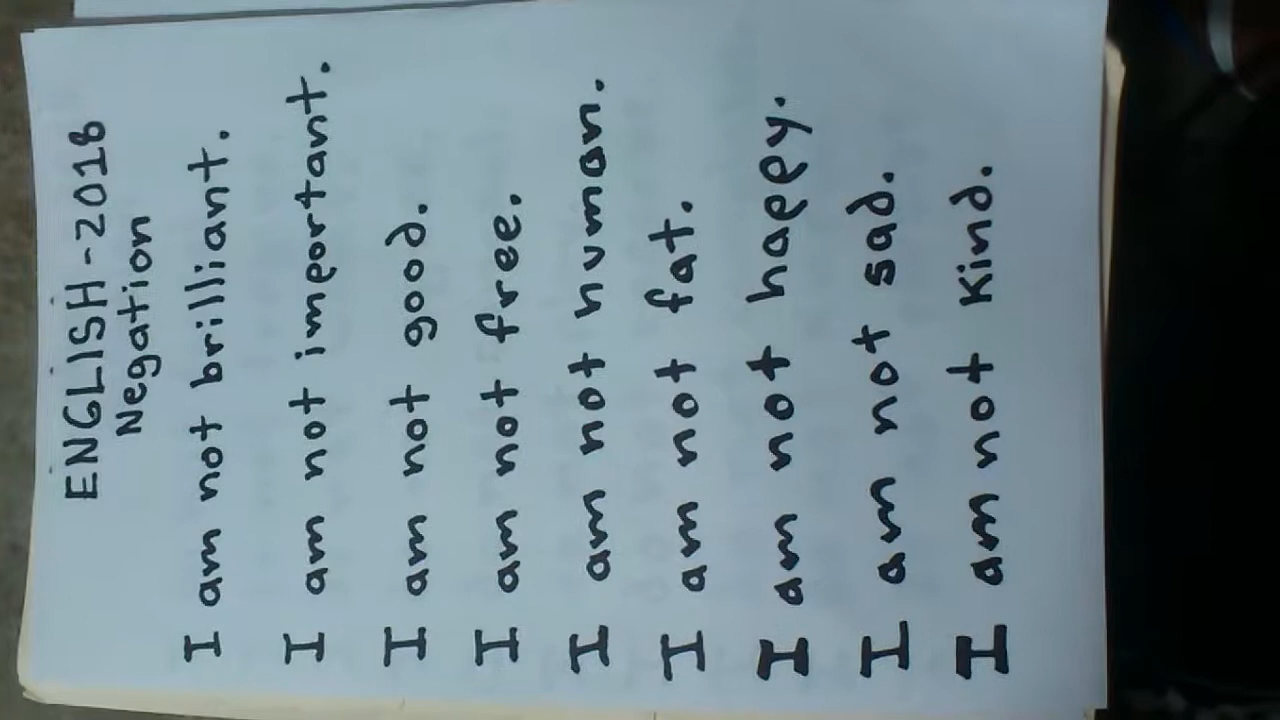 ENGLISH-2018
Negation
I am not brilliant.
I am not important.
I am not good.
I am not free.
I am not human.
I am not fat.
I am not happy.
I am not sad.
I am not kind.